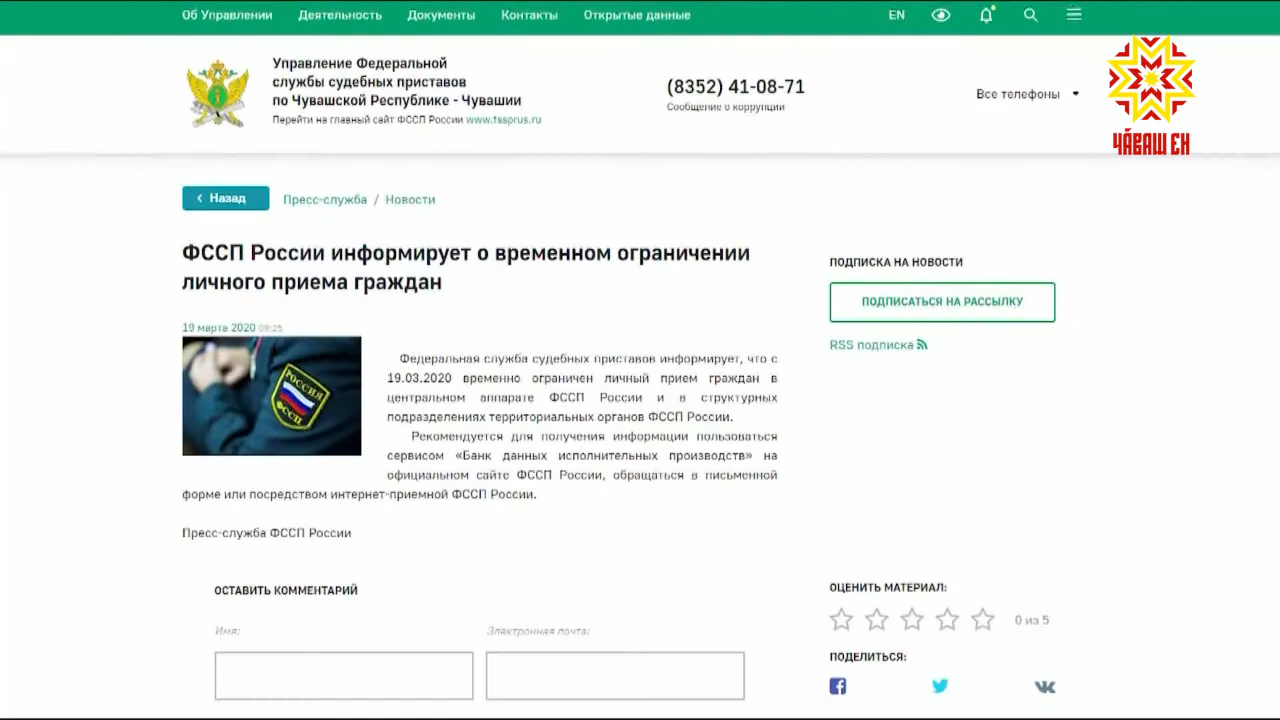 Об Управлении Деятельность Документы Контакты Открытые данные EN
Управление Федеральной
службы судебных приставов
по Чувашской Республике - Чувашии
Перейти на главный сайт ФССП России www.fssprus.ru
(8352) 41-08-71
Сообщение о коррупции
Все телефоны
ЧӐВАШ ЕН
Назад Пресс-служба / Новости
ФССП России информирует о временном ограничении
личного приема граждан
19 марта 2020 09:25
РОССИЯ
ФССП
Федеральная служба судебных приставов информирует, что с
19.03.2020 временно ограничен личный прием граждан в
центральном аппарате ФССП России и в структурных
подразделениях территориальных органов ФССП России.
Рекомендуется для получения информации пользоваться
сервисом «Банк данных исполнительных производств» на
официальном сайте ФССП России, обращаться в письменной
форме или посредством интернет-приемной ФССП России.
Пресс-служба ФССП России
ПОДПИСКА НА НОВОСТИ
ПОДПИСАТЬСЯ НА РАССЫЛКУ
RSS подписка
ОСТАВИТЬ КОММЕНТАРИЙ
Имя: Электронная почта:
ОЦЕНИТЬ МАТЕРИАЛ:
0 из 5
ПОДЕЛИТЬСЯ: